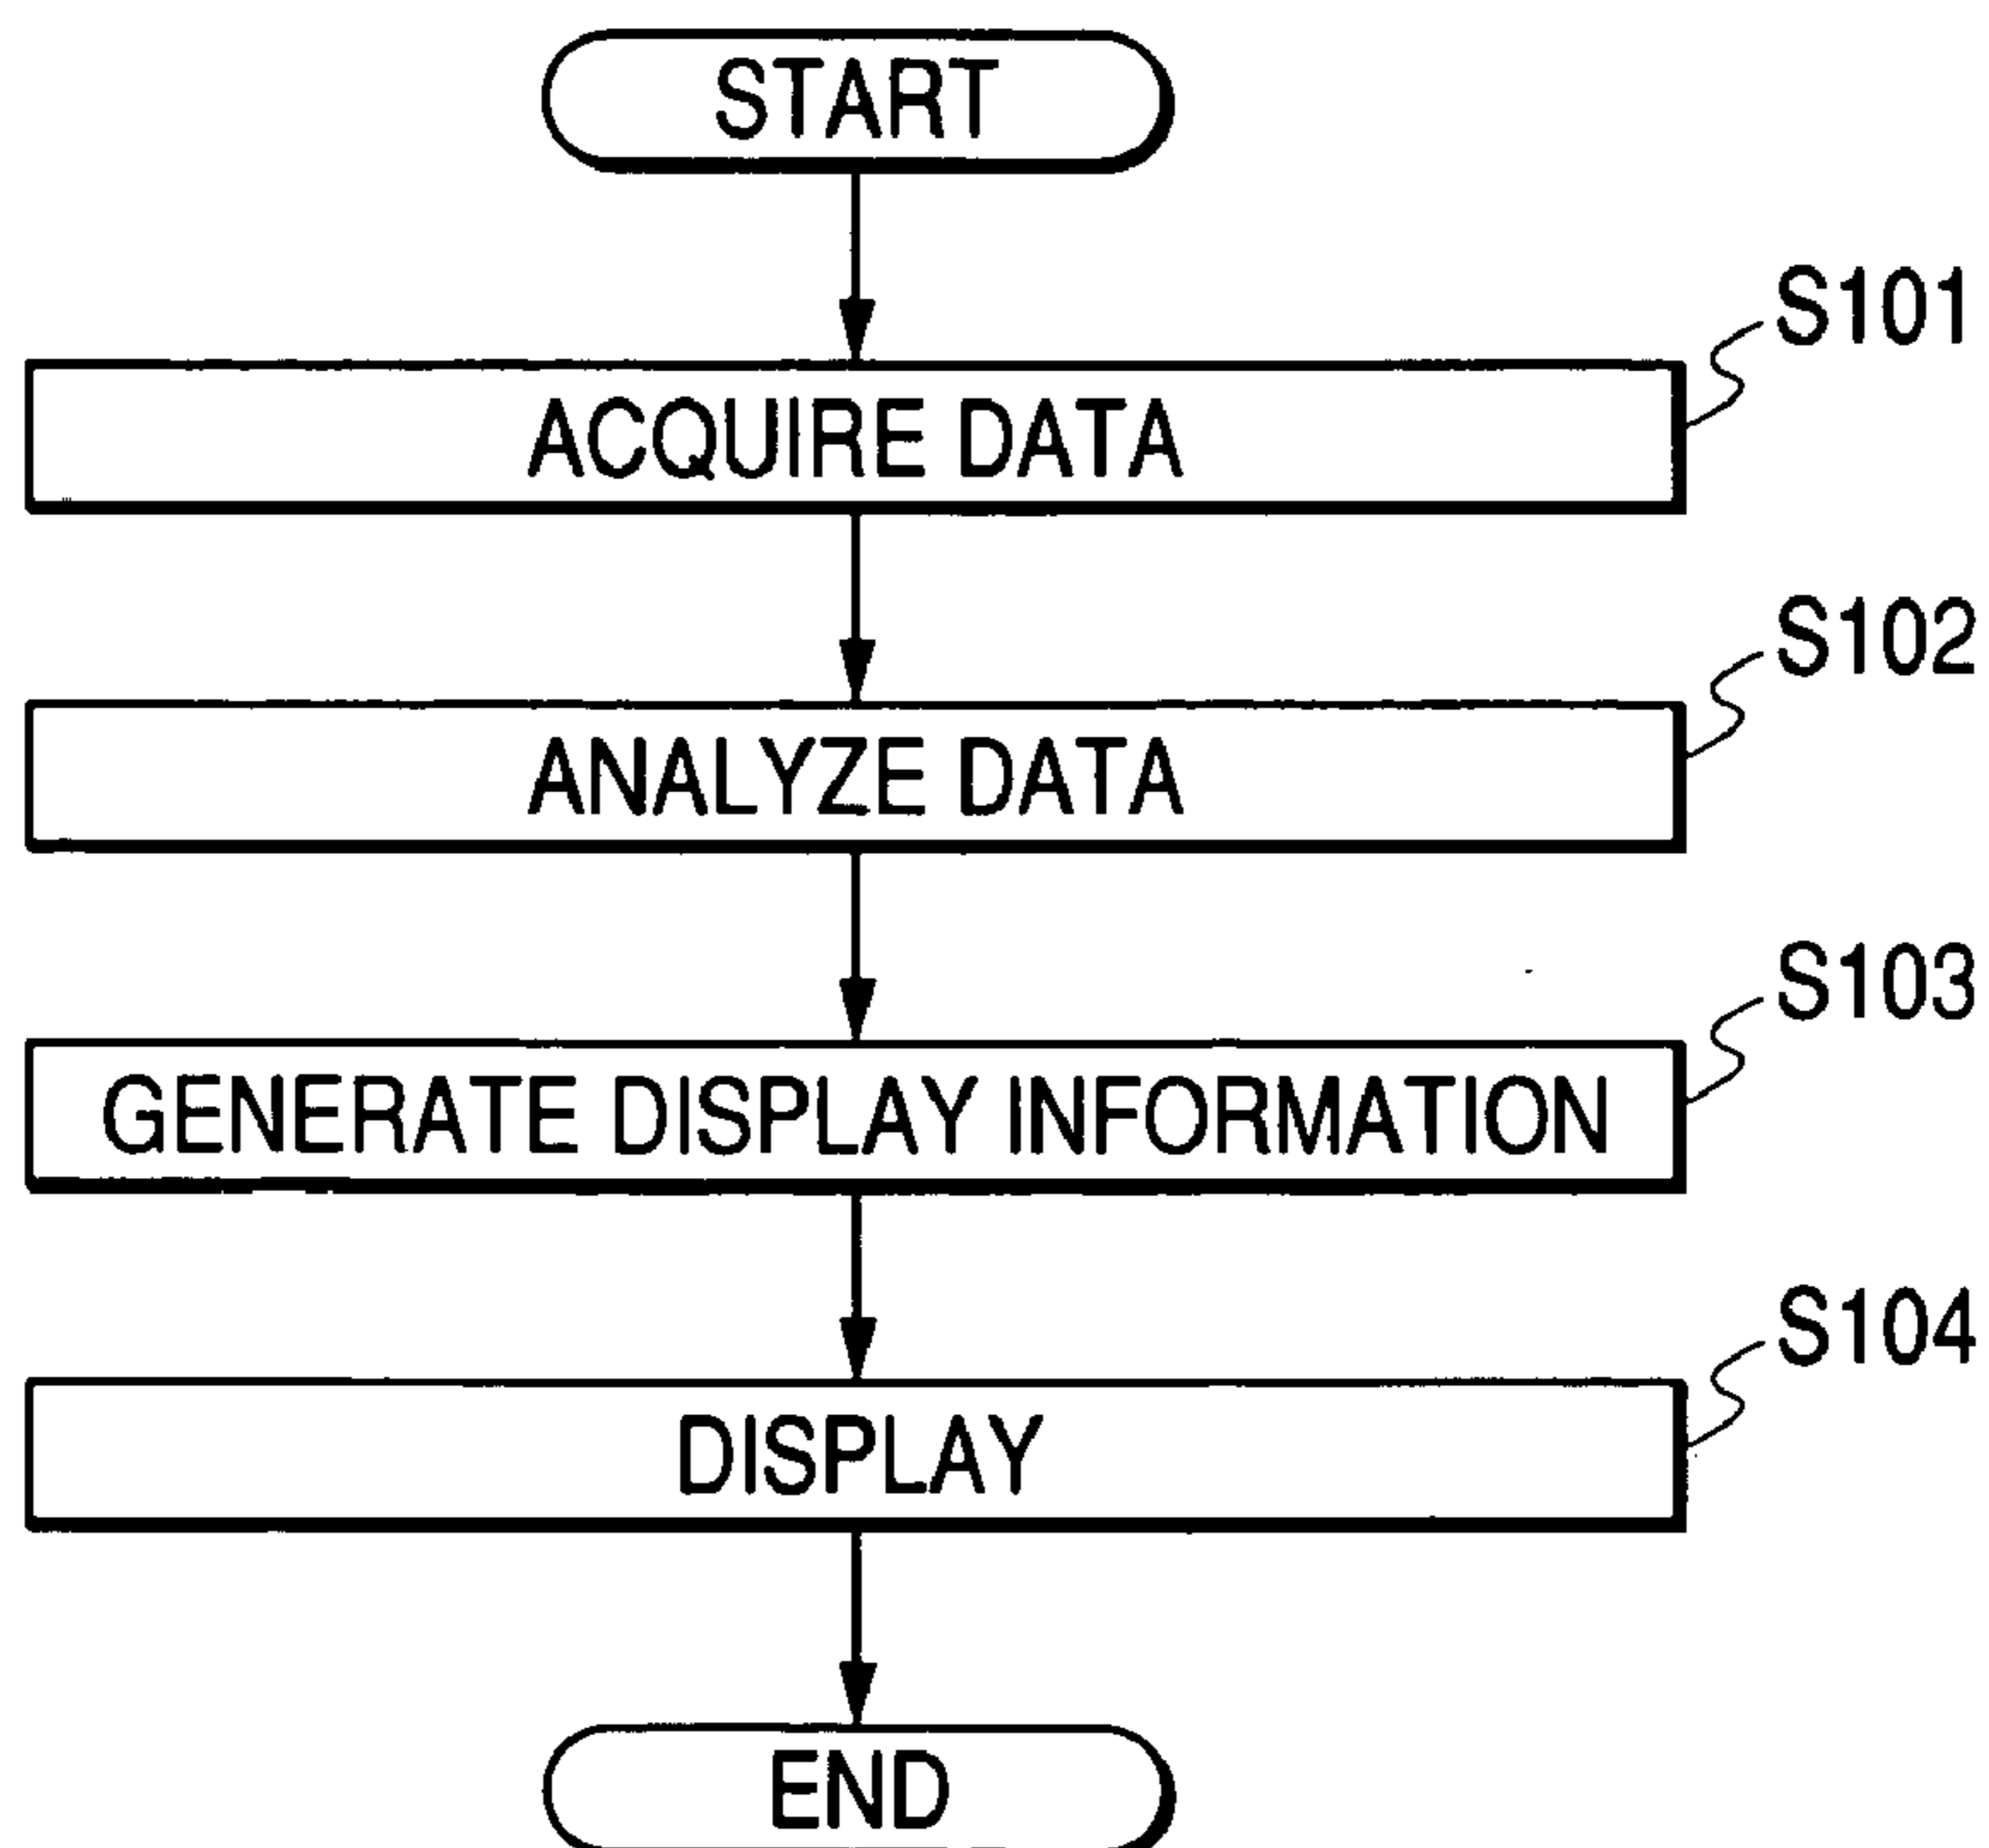 START
S101
ACQUIRE DATA
S102
ANALYZE DATA
S103
GENERATE DISPLAY INFORMATION
S104
DISPLAY
END